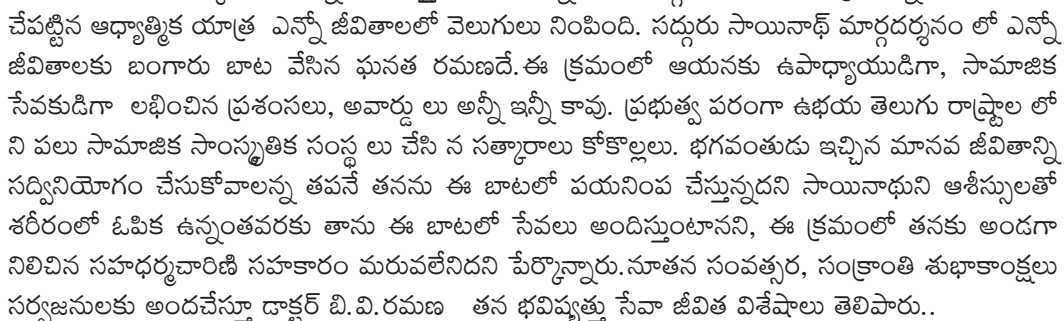 చేపట్టిన ఆధ్యాత్మిక యాత్ర ఎన్నో జీవితాలలో వెలుగులు నింపింది. సద్గురు సాయినాథ్ మార్గదర్శనం లో ఎన్నో
జీవితాలకు బంగారు బాట వేసిన ఘనత రమణదే.ఈ క్రమంలో ఆయనకు ఉపాధ్యాయుడిగా, సామాజిక
సేవకుడిగా లభించిన ప్రశంసలు, అవార్డు లు అన్నీ ఇన్నీ కావు. ప్రభుత్వ పరంగా ఉభయ తెలుగు రాష్ట్రాల లో
ని పలు సామాజిక సాంస్కృతిక సంస్థ లు చేసి న సత్కారాలు కోకొల్లలు. భగవంతుడు ఇచ్చిన మానవ జీవితాన్ని
సద్వినియోగం చేసుకోవాలన్న తపనే తనను ఈ బాటలో పయనింప చేస్తున్నదని సాయినాథుని ఆశీస్సులతో
శరీరంలో ఓపిక ఉన్నంతవరకు తాను ఈ బాటలో సేవలు అందిస్తుంటానని, ఈ క్రమంలో తనకు అండగా
నిలిచిన సహధర్మచారిణి సహకారం మరువలేనిదని పేర్కొన్నారు.నూతన సంవత్సర, సంక్రాంతి శుభాకాంక్షలు
సర్వజనులకు అందచేస్తూ డాక్టర్ బి.వి.రమణ తన భవిష్యత్తు సేవా జీవిత విశేషాలు తెలిపారు..